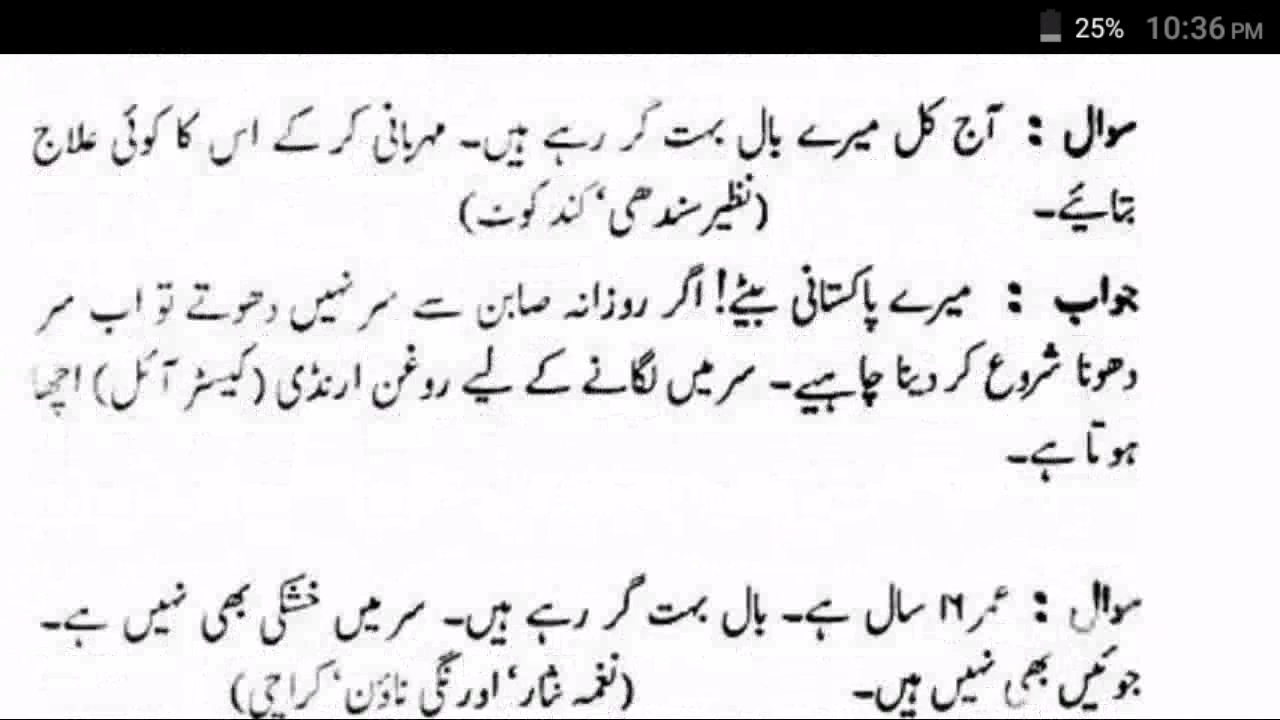 25% 10:36 PM
سوال : آج کل میرے بال بہت گر رہے ہیں۔ مہربانی کر کے اس کا کوئی علاج
بتائیے۔ (نظیر سندھی‘ کند کوٹ)
جواب : میرے پاکستانی بیٹے! اگر روزانہ صابن سے سر نہیں دھوتے تو اب سر
دھونا شروع کر دینا چاہیے۔ سر میں لگانے کے لیے روغن ارنڈی (کیسٹر آئل) اچھا
ہوتا ہے۔
سوال : عمر ۱۶ سال ہے۔ بال بہت گر رہے ہیں۔ سر میں خشکی بھی نہیں ہے۔
جوئیں بھی نہیں ہیں۔ (نغمہ نثار‘ اورنگی ٹاؤن‘ کراچی)